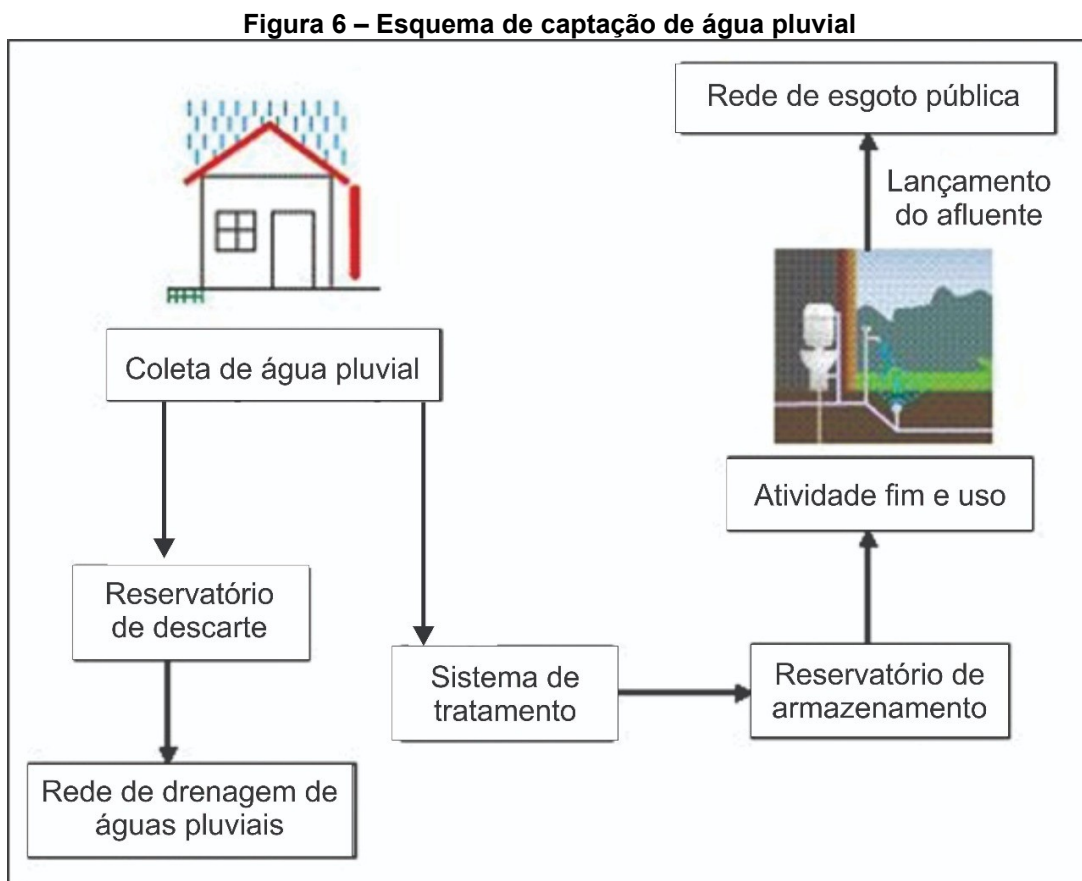 Figura 6 – Esquema de captação de água pluvial
Rede de esgoto pública
Lançamento
do afluente
Coleta de água pluvial
Atividade fim e uso
Reservatório
de descarte
Sistema de
tratamento
Reservatório de
armazenamento
Rede de drenagem de
águas pluviais